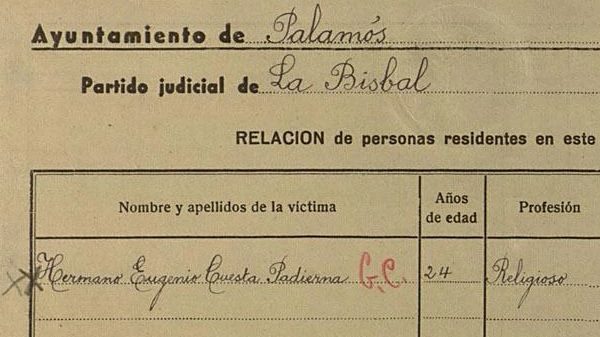 Ayuntamiento de Palamós
Partido judicial de La Bisbal
RELACION de personas residentes en este
Nombre y apellidos de la víctima
Años de edad
Profesión
Hermano Eugenio Cuesta Padierna G.C. 24 Religioso